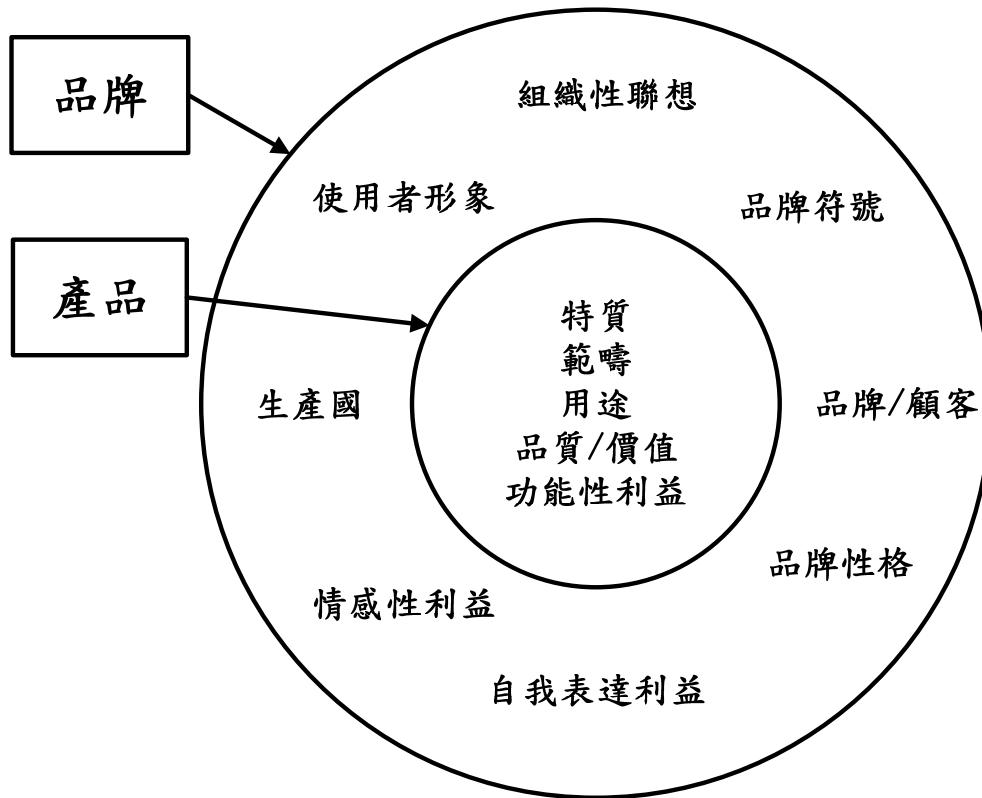 品牌
組織性聯想
使用者形象
品牌符號
產品
特質
範疇
用途
品質/價值
功能性利益
生產國
品牌/顧客
品牌性格
情感性利益
自我表達利益